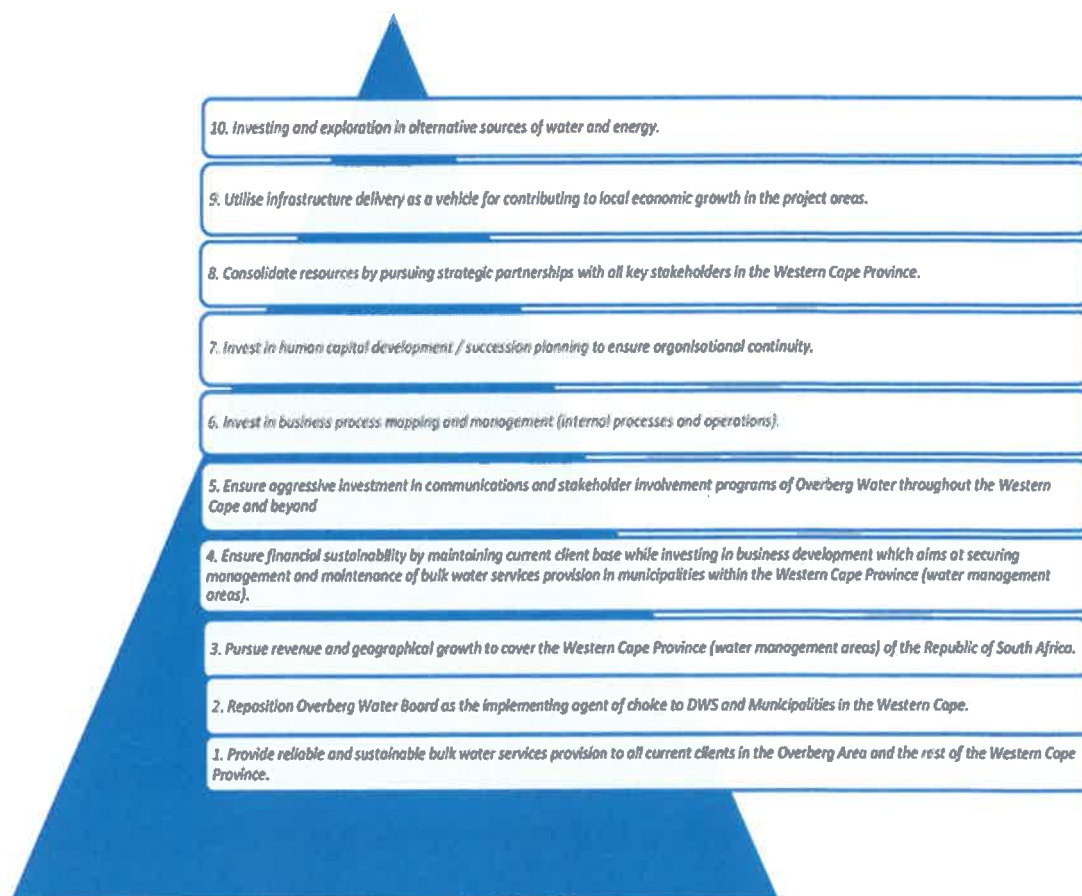 10. Investing and exploration in alternative sources of water and energy.
9. Utilise infrastructure delivery as a vehicle for contributing to local economic growth in the project areas.
8. Consolidate resources by pursuing strategic partnerships with all key stakeholders in the Western Cape Province.
7. Invest in human capital development / succession planning to ensure organisational continuity.
6. Invest in business process mapping and management (internal processes and operations).
5. Ensure aggressive investment in communications and stakeholder involvement programs of Overberg Water throughout the Western
Cape and beyond
4. Ensure financial sustainability by maintaining current client base while investing in business development which aims at securing
management and maintenance of bulk water services provision in municipalities within the Western Cape Province (water management
areas).
3. Pursue revenue and geographical growth to cover the Western Cape Province (water management areas) of the Republic of South Africa.
2. Reposition Overberg Water Board as the implementing agent of choice to DWS and Municipalities in the Western Cape.
1. Provide reliable and sustainable bulk water services provision to all current clients in the Overberg Area and the rest of the Western Cape
Province.